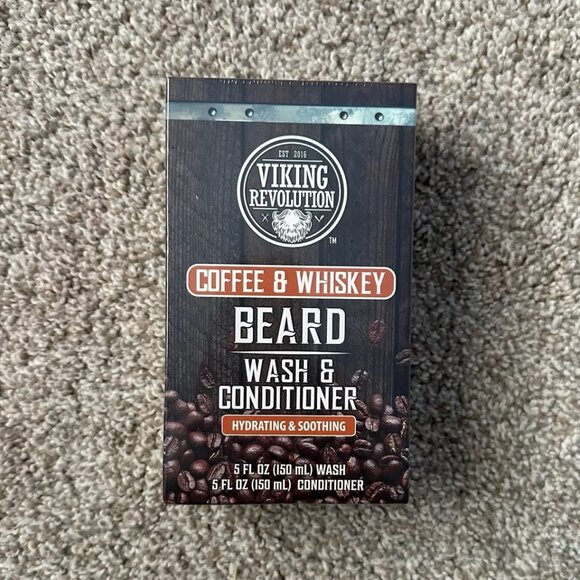 EST 2016
VIKING
REVOLUTION
TM
COFFEE & WHISKEY
BEARD
WASH &
CONDITIONER
HYDRATING & SOOTHING
5 FL OZ (150 mL) WASH
5 FL OZ (150 mL) CONDITIONER